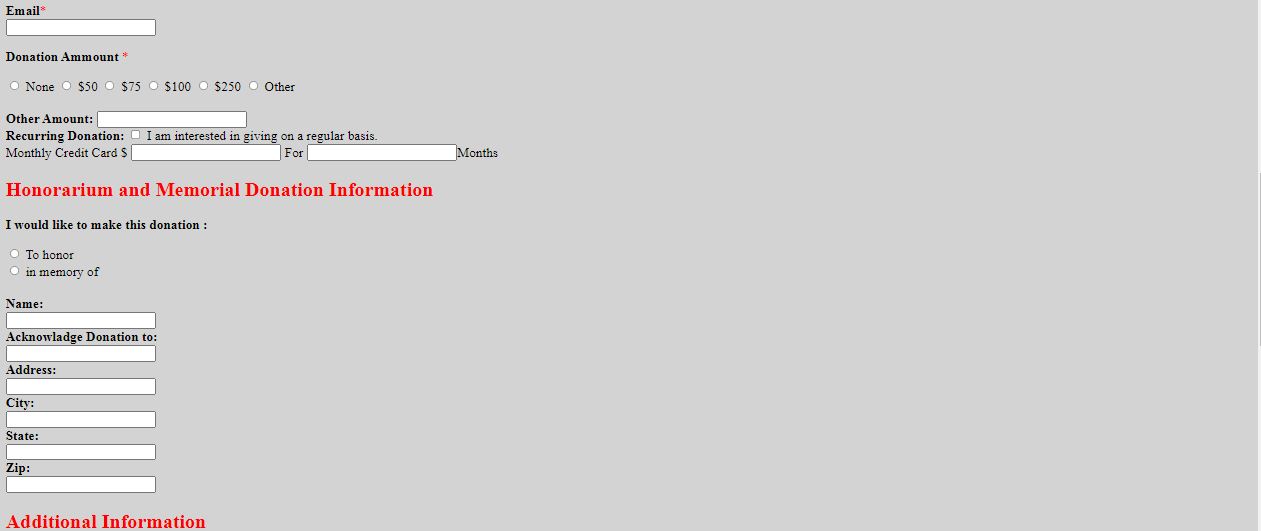 Email*
Donation Ammount *
None $50 $75 $100 $250 Other
Other Amount:
Recurring Donation: I am interested in giving on a regular basis.
Monthly Credit Card $ For Months
Honorarium and Memorial Donation Information
I would like to make this donation :
To honor
in memory of
Name:
Acknowladge Donation to:
Address:
City:
State:
Zip:
Additional Information